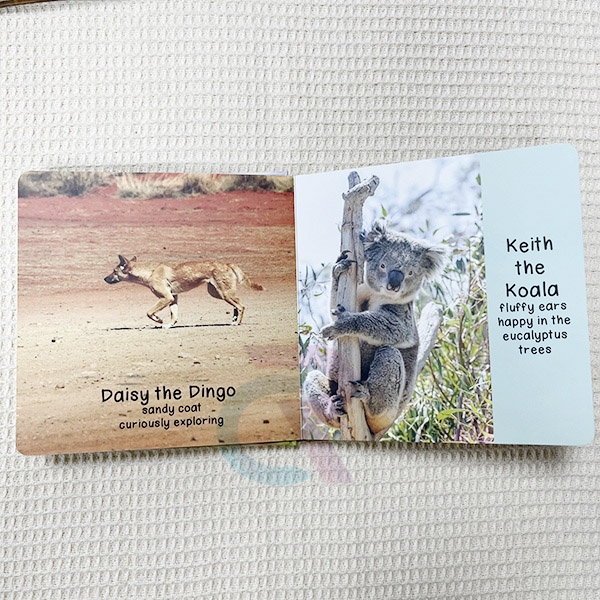 Daisy the Dingo
sandy coat
curiously exploring
Keith
the
Koala
fluffy ears
happy in the
eucalyptus
trees